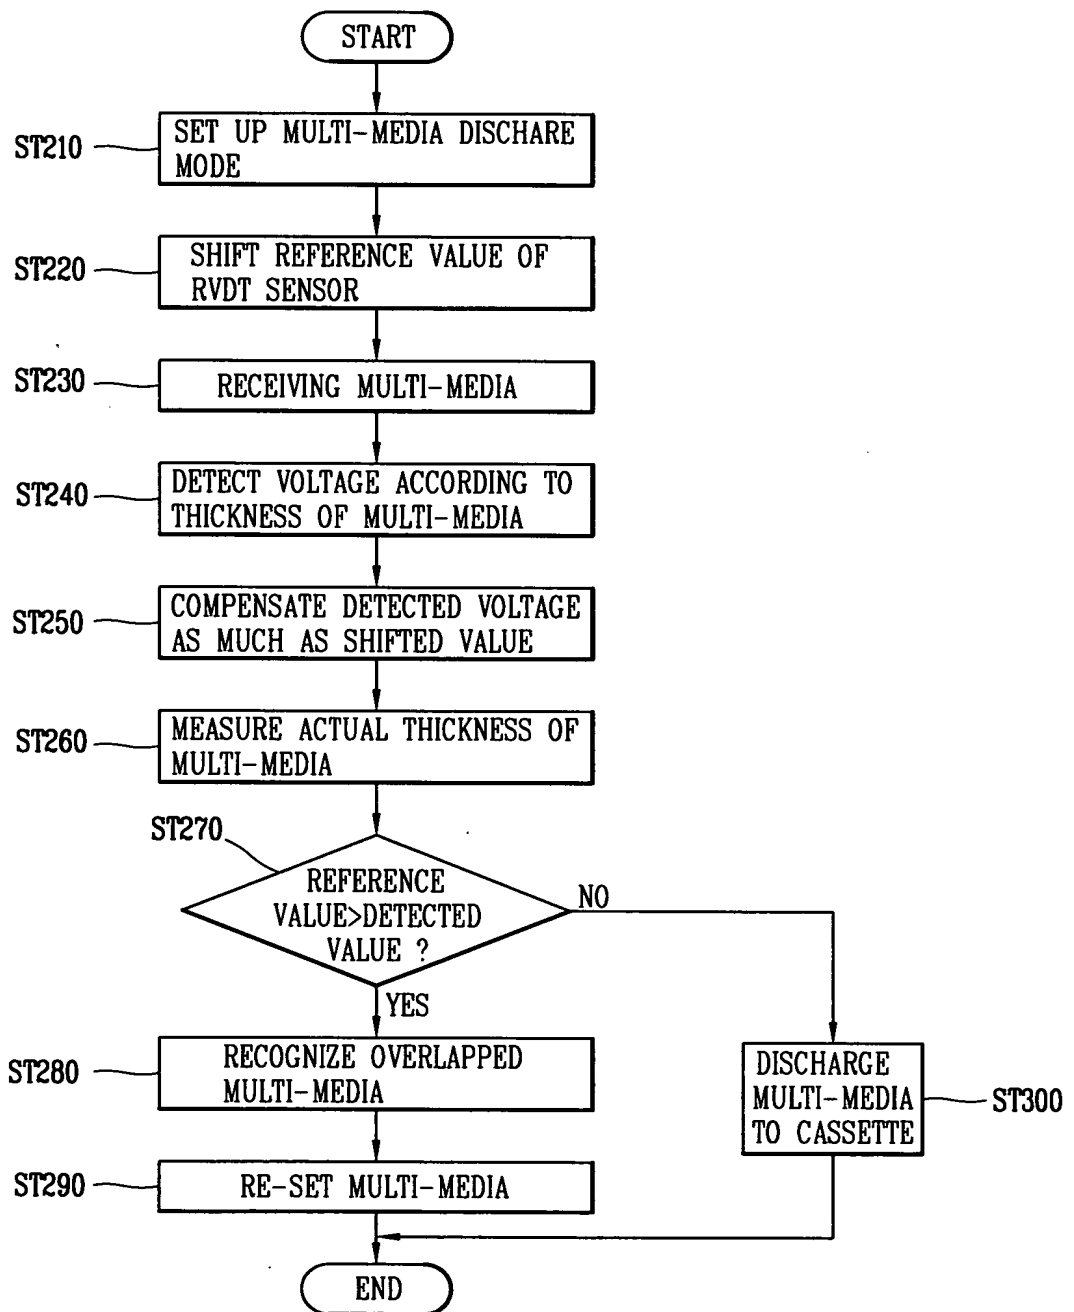 START
ST210
SET UP MULTI-MEDIA DISCHARE
MODE
ST220
SHIFT REFERENCE VALUE OF
RVDT SENSOR
ST230
RECEIVING MULTI-MEDIA
ST240
DETECT VOLTAGE ACCORDING TO
THICKNESS OF MULTI-MEDIA
ST250
COMPENSATE DETECTED VOLTAGE
AS MUCH AS SHIFTED VALUE
ST260
MEASURE ACTUAL THICKNESS OF
MULTI-MEDIA
ST270
REFERENCE
VALUE>DETECTED
VALUE ?
NO
YES
ST280
RECOGNIZE OVERLAPPED
MULTI-MEDIA
DISCHARGE
MULTI-MEDIA
TO CASSETTE
ST300
ST290
RE-SET MULTI-MEDIA
END